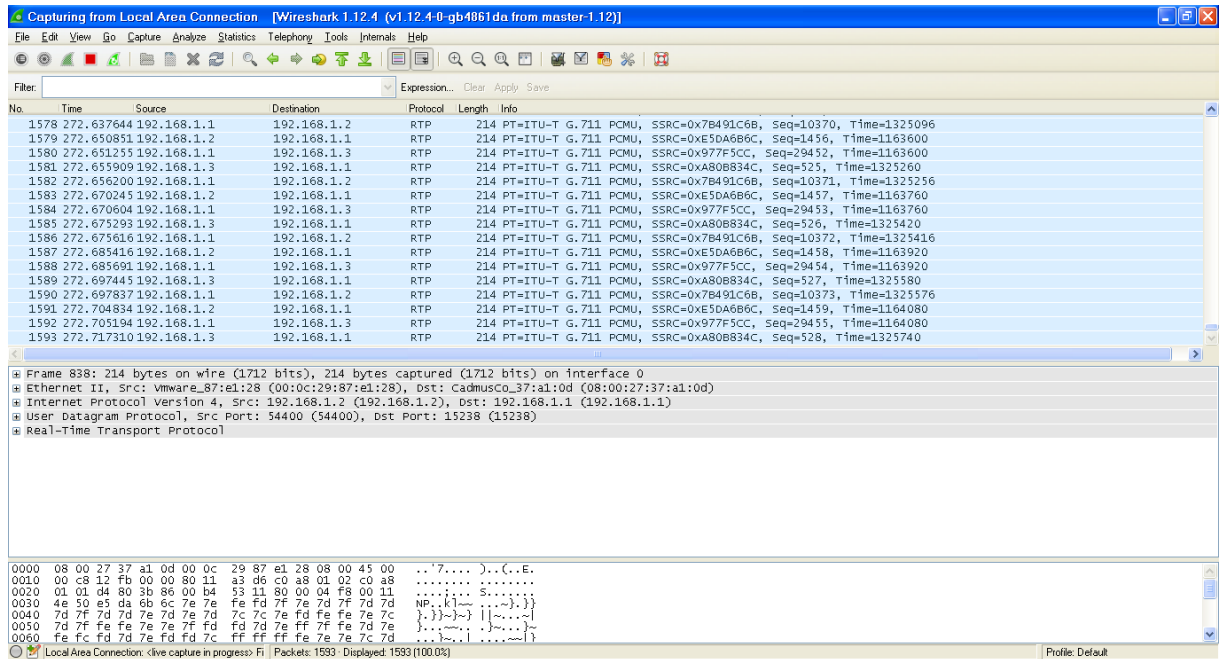 Capturing from Local Area Connection [Wireshark 1.12.4 (v1.12.4-0-gb4861da from master-1.12)]
File Edit View Go Capture Analyze Statistics Telephony Tools Internals Help
Filter: Expression... Clear Apply Save
No. Time Source Destination Protocol Length Info
1578 272.637644 192.168.1.1 192.168.1.2 RTP 214 PT=ITU-T G.711 PCMU, SSRC=0x7B491C6B, Seq=10370, Time=1325096
1579 272.650851 192.168.1.2 192.168.1.1 RTP 214 PT=ITU-T G.711 PCMU, SSRC=0xE5DA6B6C, Seq=1456, Time=1163600
1580 272.651255 192.168.1.1 192.168.1.3 RTP 214 PT=ITU-T G.711 PCMU, SSRC=0x977F5CC, Seq=29452, Time=1163600
1581 272.655909 192.168.1.3 192.168.1.1 RTP 214 PT=ITU-T G.711 PCMU, SSRC=0xA80B834C, Seq=525, Time=1325260
1582 272.656200 192.168.1.1 192.168.1.2 RTP 214 PT=ITU-T G.711 PCMU, SSRC=0x7B491C6B, Seq=10371, Time=1325256
1583 272.670245 192.168.1.2 192.168.1.1 RTP 214 PT=ITU-T G.711 PCMU, SSRC=0xE5DA6B6C, Seq=1457, Time=1163760
1584 272.670604 192.168.1.1 192.168.1.3 RTP 214 PT=ITU-T G.711 PCMU, SSRC=0x977F5CC, Seq=29453, Time=1163760
1585 272.675293 192.168.1.3 192.168.1.1 RTP 214 PT=ITU-T G.711 PCMU, SSRC=0xA80B834C, Seq=526, Time=1325420
1586 272.675616 192.168.1.1 192.168.1.2 RTP 214 PT=ITU-T G.711 PCMU, SSRC=0x7B491C6B, Seq=10372, Time=1325416
1587 272.685416 192.168.1.2 192.168.1.1 RTP 214 PT=ITU-T G.711 PCMU, SSRC=0xE5DA6B6C, Seq=1458, Time=1163920
1588 272.685691 192.168.1.1 192.168.1.3 RTP 214 PT=ITU-T G.711 PCMU, SSRC=0x977F5CC, Seq=29454, Time=1163920
1589 272.697445 192.168.1.3 192.168.1.1 RTP 214 PT=ITU-T G.711 PCMU, SSRC=0xA80B834C, Seq=527, Time=1325580
1590 272.697837 192.168.1.1 192.168.1.2 RTP 214 PT=ITU-T G.711 PCMU, SSRC=0x7B491C6B, Seq=10373, Time=1325576
1591 272.704834 192.168.1.2 192.168.1.1 RTP 214 PT=ITU-T G.711 PCMU, SSRC=0xE5DA6B6C, Seq=1459, Time=1164080
1592 272.705194 192.168.1.1 192.168.1.3 RTP 214 PT=ITU-T G.711 PCMU, SSRC=0x977F5CC, Seq=29455, Time=1164080
1593 272.717310 192.168.1.3 192.168.1.1 RTP 214 PT=ITU-T G.711 PCMU, SSRC=0xA80B834C, Seq=528, Time=1325740
Frame 838: 214 bytes on wire (1712 bits), 214 bytes captured (1712 bits) on interface 0
Ethernet II, Src: Vmware_87:e1:28 (00:0c:29:87:e1:28), Dst: CadmusCo_37:a1:0d (08:00:27:37:a1:0d)
Internet Protocol Version 4, Src: 192.168.1.2 (192.168.1.2), Dst: 192.168.1.1 (192.168.1.1)
User Datagram Protocol, Src Port: 54400 (54400), Dst Port: 15238 (15238)
Real-Time Transport Protocol
0000 08 00 27 37 a1 0d 00 0c 29 87 e1 28 08 00 45 00 ..'7.... )..(..E.
0010 00 c8 12 fb 00 00 80 11 a3 d6 c0 a8 01 02 c0 a8 ........ ........
0020 01 01 d4 80 3b 86 00 b4 53 11 80 00 04 f8 00 11 ....;... S.......
0030 4e 50 e5 da 6b 6c 7e 7e fe fd 7f 7e 7d 7f 7d 7d NP..kl~~ ...~}.}}
0040 7d 7f 7d 7d 7e 7d 7e 7d 7c 7c 7e fd fe fe 7e 7c }.}}~}~} ||~...~|
0050 7d 7f fe fe 7e 7e 7f fd fd 7d 7e ff 7f fe 7d 7e }...~~.. .}~...}~
0060 fe fc fd 7d 7e fd fd 7c ff ff ff fe 7e 7e 7c 7d ...}~..| ....~~|}
Local Area Connection: <live capture in progress> Fi Packets: 1593 · Displayed: 1593 (100.0%) Profile: Default